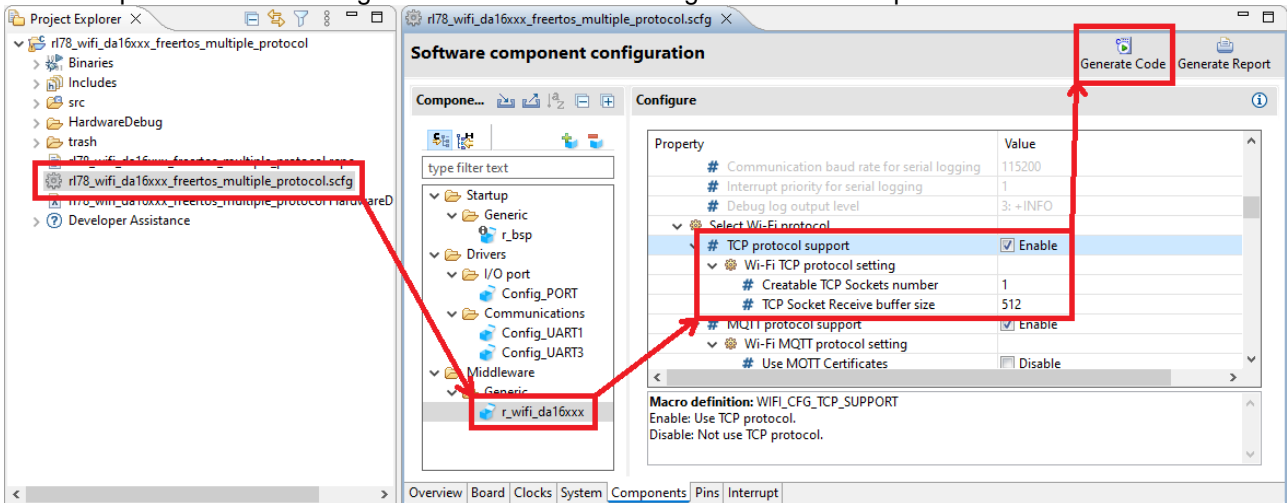 Project Explorer
rl78_wifi_da16xxx_freertos_multiple_protocol
Binaries
Includes
src
HardwareDebug
trash
rl78_wifi_da16xxx_freertos_multiple_protocol.scfg
Developer Assistance
rl78_wifi_da16xxx_freertos_multiple_protocol.scfg
Software component configuration
Generate Code
Generate Report
Compone...
type filter text
Startup
Generic
r_bsp
Drivers
I/O port
Config_PORT
Communications
Config_UART1
Config_UART3
Middleware
Generic
r_wifi_da16xxx
Configure
Property Value
# Communication baud rate for serial logging 115200
# Interrupt priority for serial logging 1
# Debug log output level 3: +INFO
Select Wi-Fi protocol
# TCP protocol support Enable
Wi-Fi TCP protocol setting
# Creatable TCP Sockets number 1
# TCP Socket Receive buffer size 512
# MQTT protocol support Enable
Wi-Fi MQTT protocol setting
# Use MQTT Certificates Disable
Macro definition: WIFI_CFG_TCP_SUPPORT
Enable: Use TCP protocol.
Disable: Not use TCP protocol.
Overview Board Clocks System Components Pins Interrupt